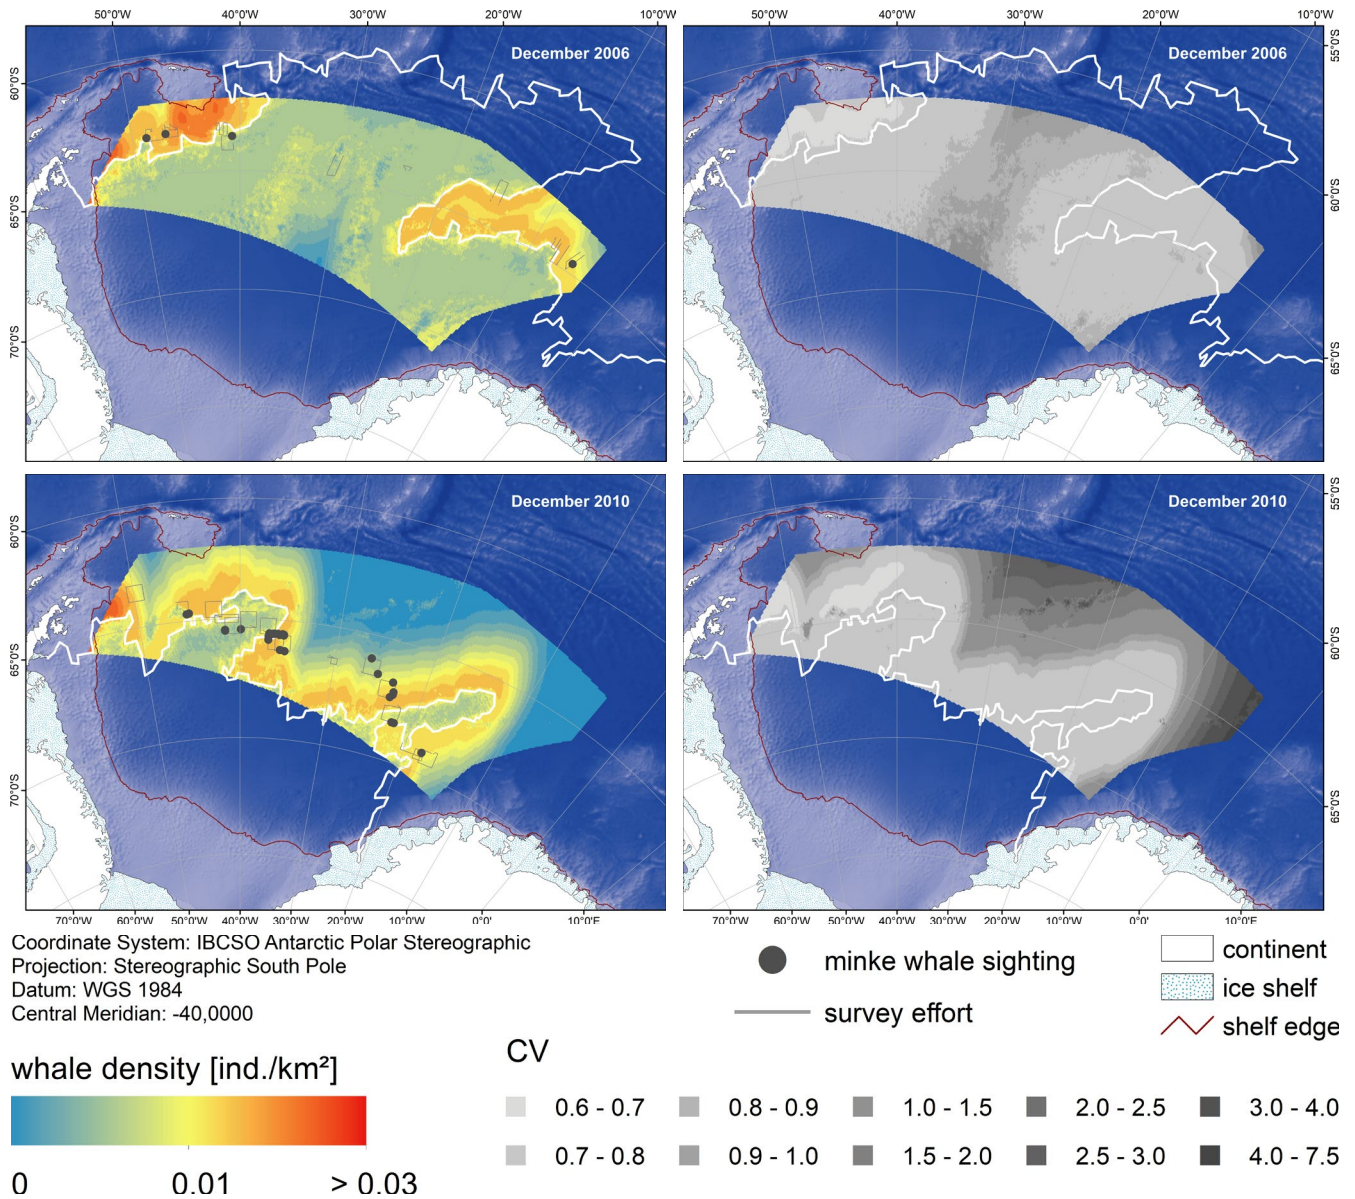 50°0'W 40°0'W 30°0'W 20°0'W 10°0'W 20°0'W 40°0'W 30°0'W 20°0'W 10°0'W
December 2006
December 2006
60°0'S
65°0'S
70°0'S
55°0'S
60°0'S
65°0'S
December 2010
December 2010
60°0'S
65°0'S
70°0'S
55°0'S
60°0'S
65°0'S
70°0'W 60°0'W 50°0'W 40°0'W 30°0'W 20°0'W 10°0'W 0°0' 10°0'E
70°0'W 60°0'W 50°0'W 40°0'W 30°0'W 20°0'W 10°0'W 0°0' 10°0'E
Coordinate System: IBCSO Antarctic Polar Stereographic
Projection: Stereographic South Pole
Datum: WGS 1984
Central Meridian: -40,0000
minke whale sighting
survey effort
continent
ice shelf
shelf edge
whale density [ind./km²]
0 0.01 > 0.03
CV
0.6 - 0.7 0.8 - 0.9 1.0 - 1.5 2.0 - 2.5 3.0 - 4.0
0.7 - 0.8 0.9 - 1.0 1.5 - 2.0 2.5 - 3.0 4.0 - 7.5